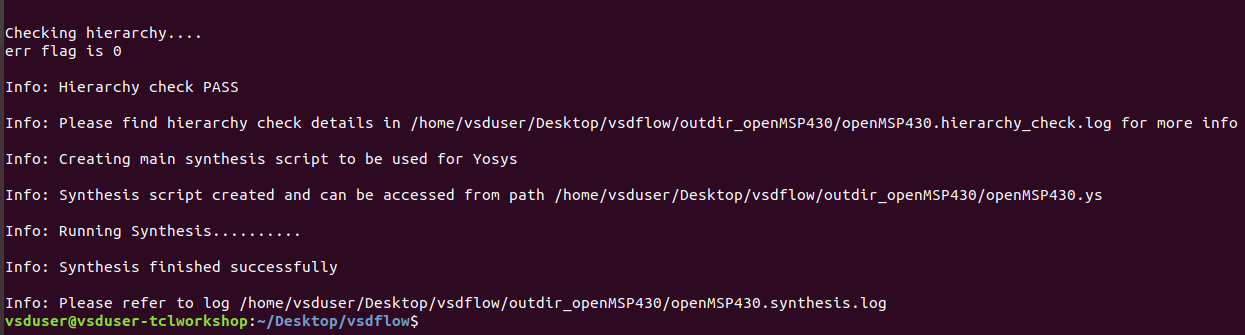 Checking hierarchy....
err flag is 0
Info: Hierarchy check PASS
Info: Please find hierarchy check details in /home/vsduser/Desktop/vsdflow/outdir_openMSP430/openMSP430.hierarchy_check.log for more info
Info: Creating main synthesis script to be used for Yosys
Info: Synthesis script created and can be accessed from path /home/vsduser/Desktop/vsdflow/outdir_openMSP430/openMSP430.ys
Info: Running Synthesis..........
Info: Synthesis finished successfully
Info: Please refer to log /home/vsduser/Desktop/vsdflow/outdir_openMSP430/openMSP430.synthesis.log
vsduser@vsduser-tclworkshop:~/Desktop/vsdflow$